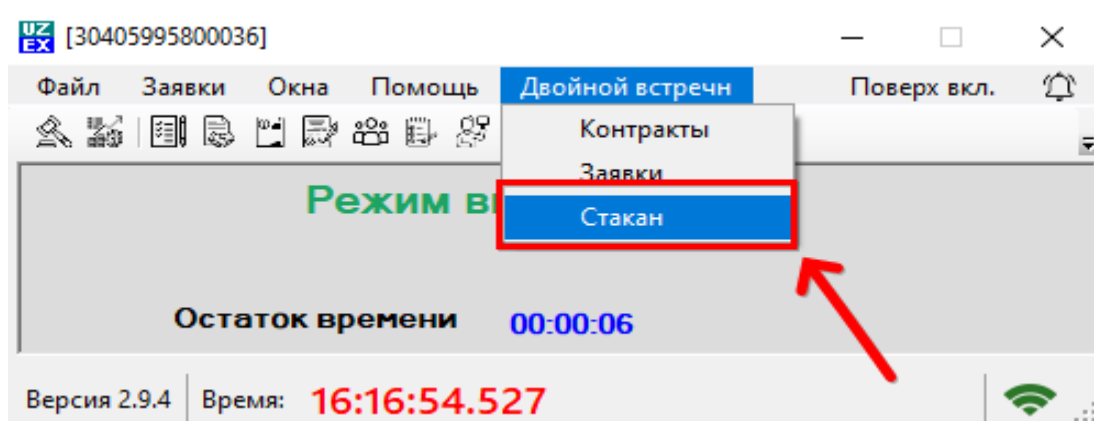 UZ EX [30405995800036]
Файл Заявки Окна Помощь Двойной встречн Поверх вкл.
Контракты
Заявки
Режим
Стакан
Остаток времени 00:00:06
Версия 2.9.4 Время: 16:16:54.527